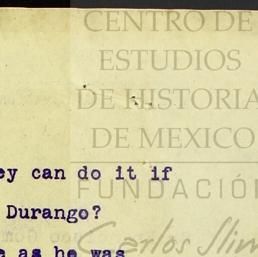 CENTRO DE
ESTUDIOS
DE HISTORIA
DE MEXICO
FUNDACIÓN
Carlos Slim
ey can do it if
Durango?
e as he was